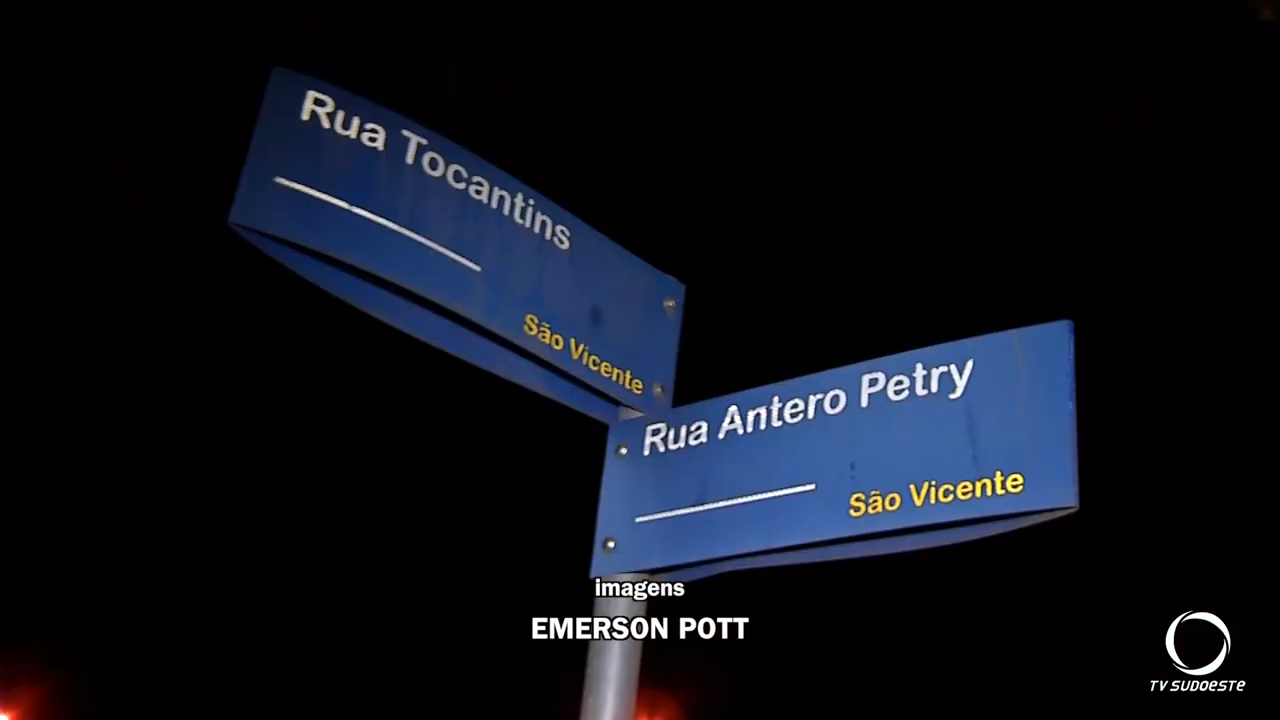 Rua Tocantins
São Vicente
Rua Antero Petry
São Vicente
imagens
EMERSON POTT
TV SUDOESTE